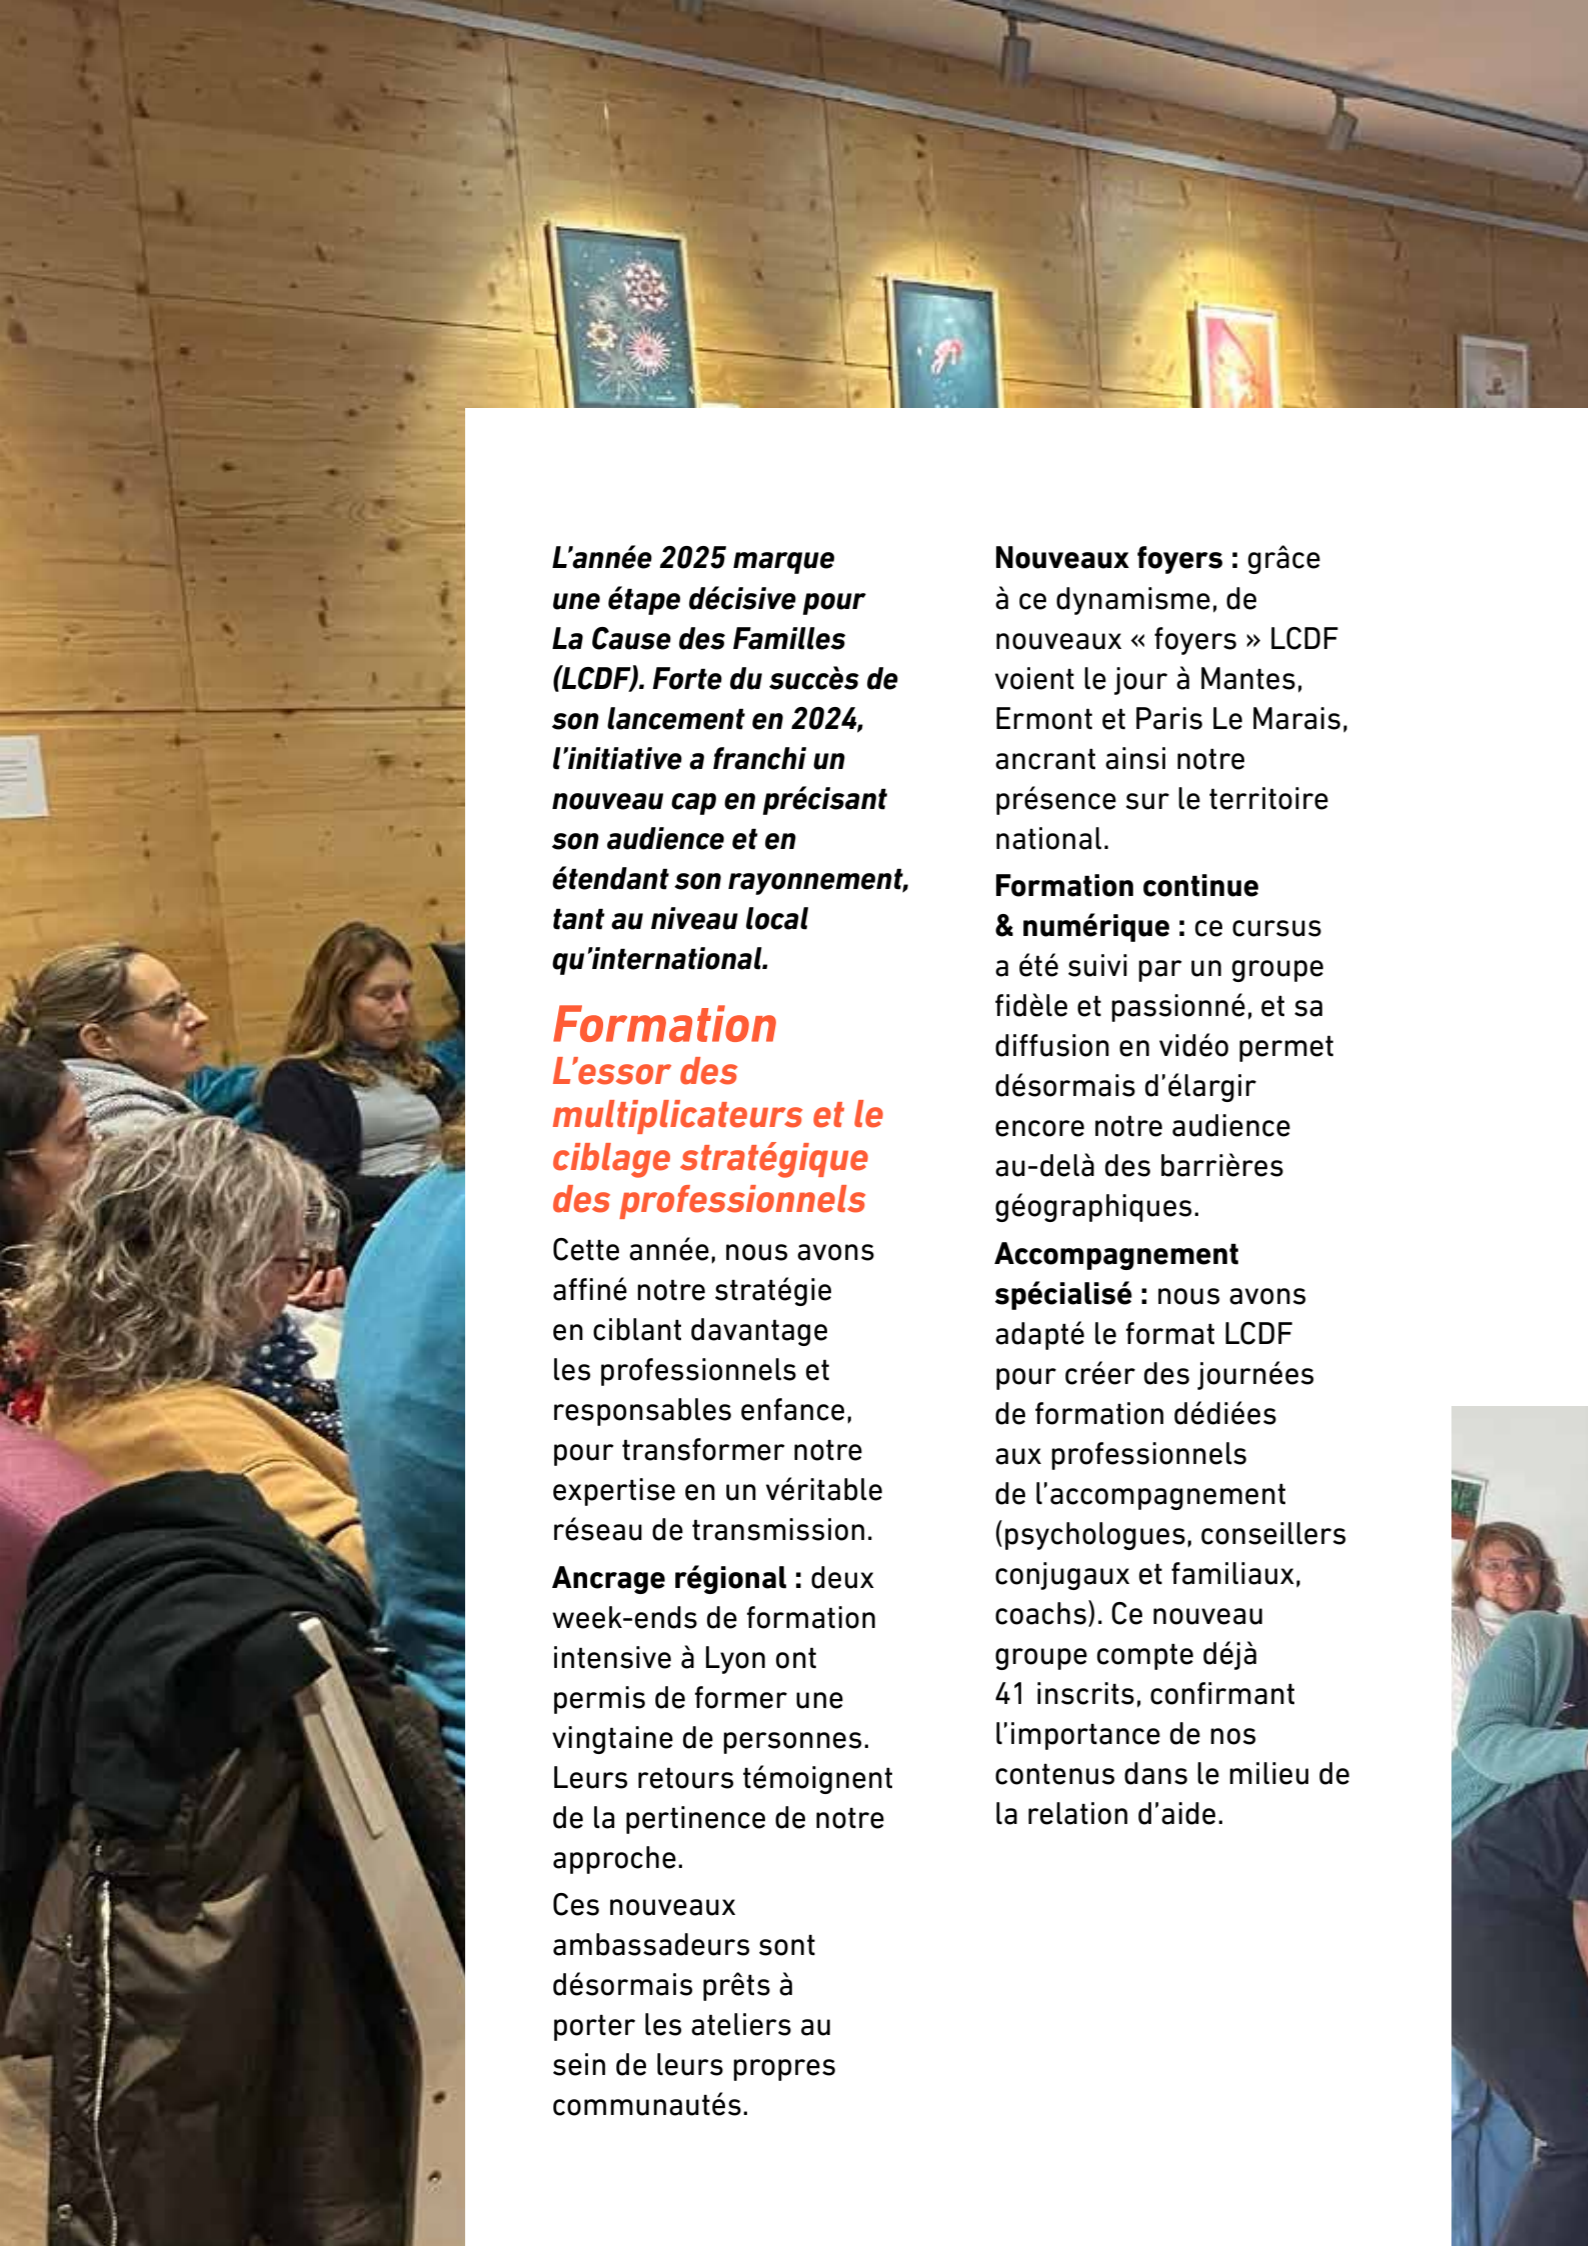 L’année 2025 marque
une étape décisive pour
La Cause des Familles
(LCDF). Forte du succès de
son lancement en 2024,
l’initiative a franchi un
nouveau cap en précisant
son audience et en
étendant son rayonnement,
tant au niveau local
qu’international.
Formation
L’essor des
multiplicateurs et le
ciblage stratégique
des professionnels
Cette année, nous avons
affiné notre stratégie
en ciblant davantage
les professionnels et
responsables enfance,
pour transformer notre
expertise en un véritable
réseau de transmission.
Ancrage régional : deux
week-ends de formation
intensive à Lyon ont
permis de former une
vingtaine de personnes.
Leurs retours témoignent
de la pertinence de notre
approche.
Ces nouveaux
ambassadeurs sont
désormais prêts à
porter les ateliers au
sein de leurs propres
communautés.
Nouveaux foyers : grâce
à ce dynamisme, de
nouveaux « foyers » LCDF
voient le jour à Mantes,
Ermont et Paris Le Marais,
ancrant ainsi notre
présence sur le territoire
national.
Formation continue
& numérique : ce cursus
a été suivi par un groupe
fidèle et passionné, et sa
diffusion en vidéo permet
désormais d’élargir
encore notre audience
au-delà des barrières
géographiques.
Accompagnement
spécialisé : nous avons
adapté le format LCDF
pour créer des journées
de formation dédiées
aux professionnels
de l’accompagnement
(psychologues, conseillers
conjugaux et familiaux,
coachs). Ce nouveau
groupe compte déjà
41 inscrits, confirmant
l’importance de nos
contenus dans le milieu de
la relation d’aide.